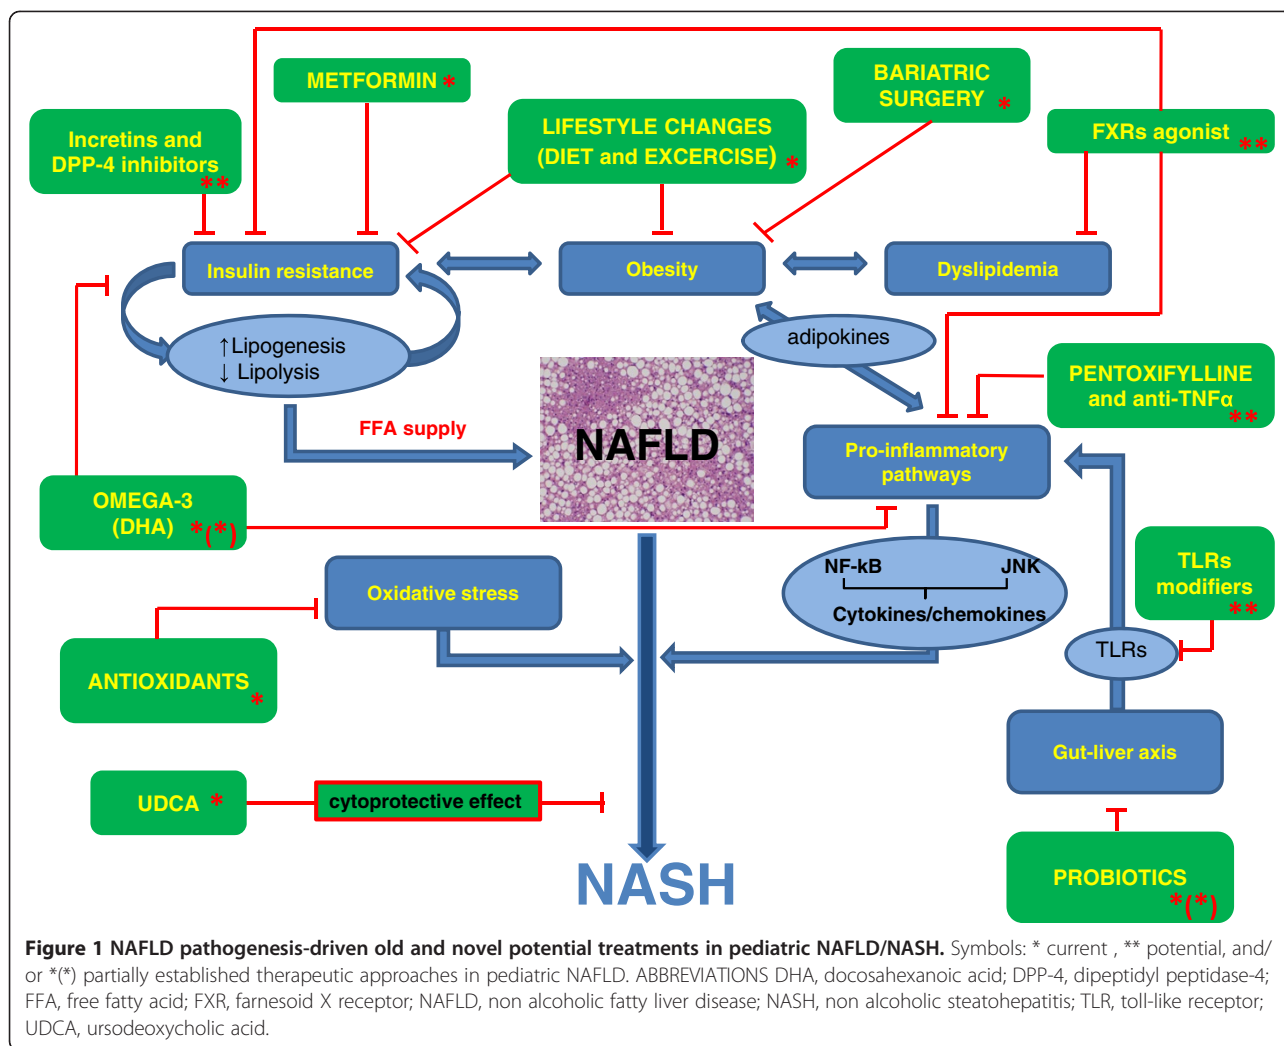 METFORMIN *
BARIATRIC
SURGERY *
Incretins and
DPP-4 inhibitors
**
LIFESTYLE CHANGES
(DIET and EXCERCISE) *
FXRs agonist
**
Insulin resistance
Obesity
Dyslipidemia
↑Lipogenesis
↓ Lipolysis
adipokines
PENTOXIFYLLINE
and anti-TNFα
**
FFA supply
NAFLD
Pro-inflammatory
pathways
OMEGA-3
(DHA) *(*)
NF-kB JNK
Cytokines/chemokines
TLRs
modifiers
**
Oxidative stress
TLRs
ANTIOXIDANTS
*
Gut-liver axis
UDCA *
cytoprotective effect
PROBIOTICS
*(*)
NASH
Figure 1 NAFLD pathogenesis-driven old and novel potential treatments in pediatric NAFLD/NASH. Symbols: * current , ** potential, and/
or *(*) partially established therapeutic approaches in pediatric NAFLD. ABBREVIATIONS DHA, docosahexanoic acid; DPP-4, dipeptidyl peptidase-4;
FFA, free fatty acid; FXR, farnesoid X receptor; NAFLD, non alcoholic fatty liver disease; NASH, non alcoholic steatohepatitis; TLR, toll-like receptor;
UDCA, ursodeoxycholic acid.